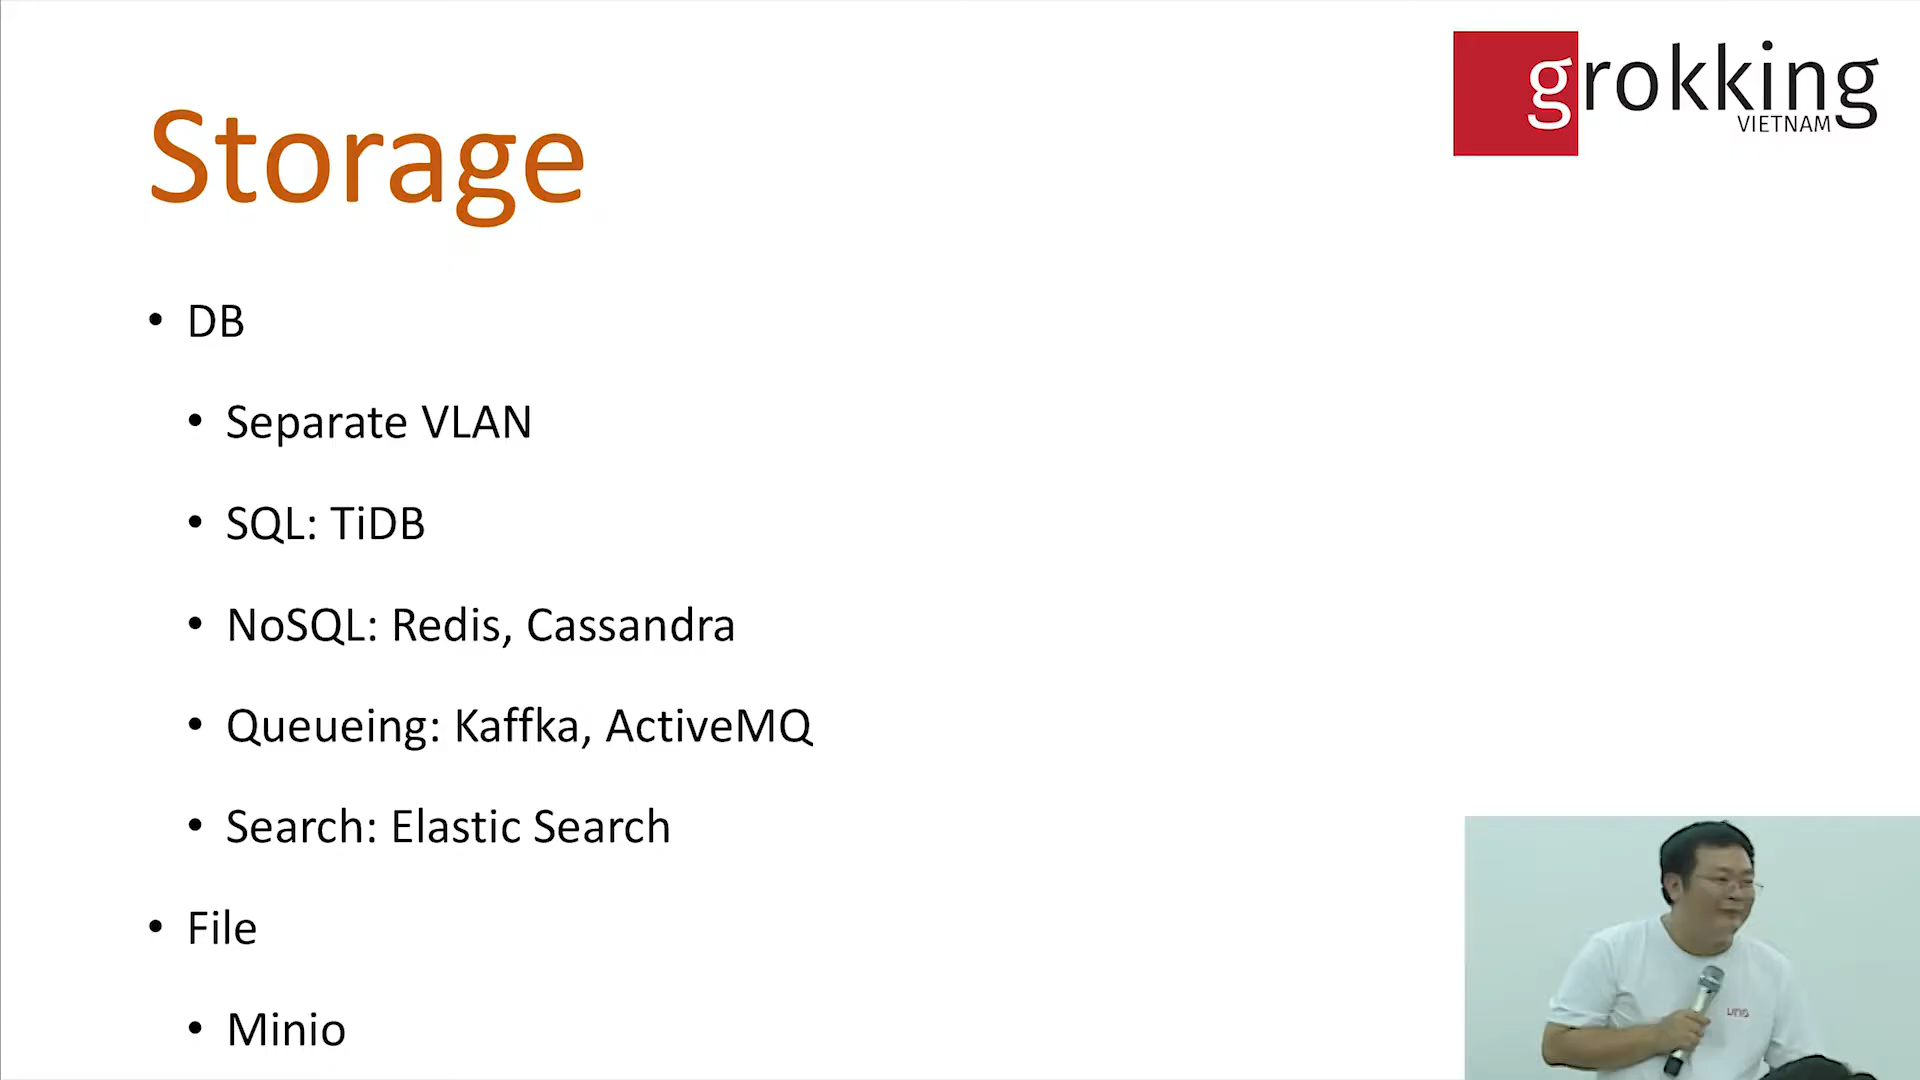 grokking
VIETNAM
Storage
• DB
• Separate VLAN
• SQL: TiDB
• NoSQL: Redis, Cassandra
• Queueing: Kaffka, ActiveMQ
• Search: Elastic Search
• File
• Minio